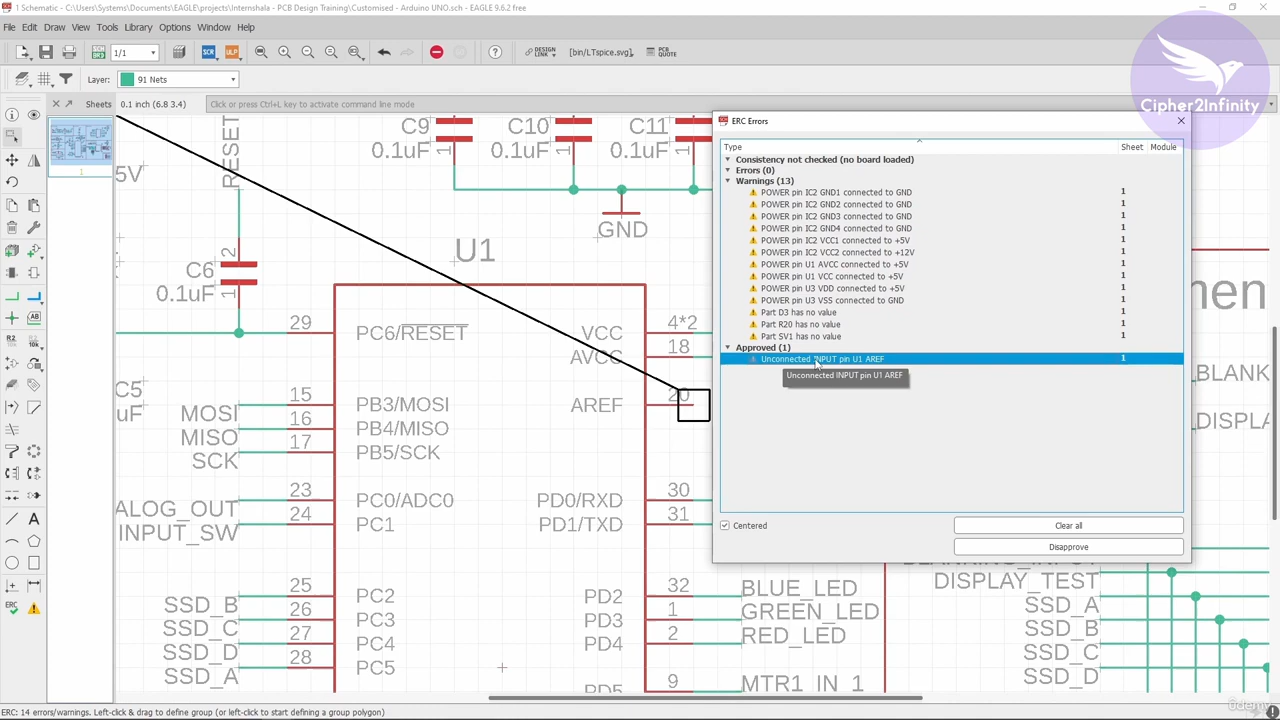 1 Schematic - C:\Users\Systems\Documents\EAGLE\projects\Internshala - PCB Design Training\Customised - Arduino UNO.sch - EAGLE 9.6.2 free
File Edit Draw View Tools Library Options Window Help
1/1
SCR
ULP
DESIGN LINK
[bin/LTspice.svg]
PCB QUOTE
Layer:
91 Nets
Cipher2Infinity
Sheets
0.1 inch (6.8 3.4)
Click or press Ctrl+L key to activate command line mode
1
ERC Errors
Type Sheet Module
Consistency not checked (no board loaded)
Errors (0)
Warnings (13)
POWER pin IC2 GND1 connected to GND 1
POWER pin IC2 GND2 connected to GND 1
POWER pin IC2 GND3 connected to GND 1
POWER pin IC2 GND4 connected to GND 1
POWER pin IC2 VCC1 connected to +5V 1
POWER pin IC2 VCC2 connected to +12V 1
POWER pin U1 AVCC connected to +5V 1
POWER pin U1 VCC connected to +5V 1
POWER pin U3 VDD connected to +5V 1
POWER pin U3 VSS connected to GND 1
Part D3 has no value 1
Part R20 has no value 1
Part SV1 has no value 1
Approved (1)
Unconnected INPUT pin U1 AREF 1
Unconnected INPUT pin U1 AREF
Centered
Clear all
Disapprove
RESET
5V
C9
0.1uF
1
C10
0.1uF
1
C11
0.1uF
1
GND
U1
C6
0.1uF
2
1
C5
uF
29 PC6/RESET VCC 4*2
AVCC 18
15 PB3/MOSI AREF 20
MOSI
16 PB4/MISO
MISO
17 PB5/SCK
SCK
23 PC0/ADC0 PD0/RXD 30
ALOG_OUT
24 PC1 PD1/TXD 31
INPUT_SW
25 PC2 PD2 32 BLUE_LED
SSD_B
26 PC3 PD3 1 GREEN_LED
SSD_C
27 PC4 PD4 2 RED_LED
SSD_D
28 PC5
SSD_A
PD5 9 MTR1_IN_1
BLANK
DISPLAY
BLANKING_INPUT
DISPLAY_TEST
SSD_A
SSD_B
SSD_C
SSD_D
R2
10k
ERC
ERC: 14 errors/warnings. Left-click & drag to define group (or left-click to start defining a group polygon)